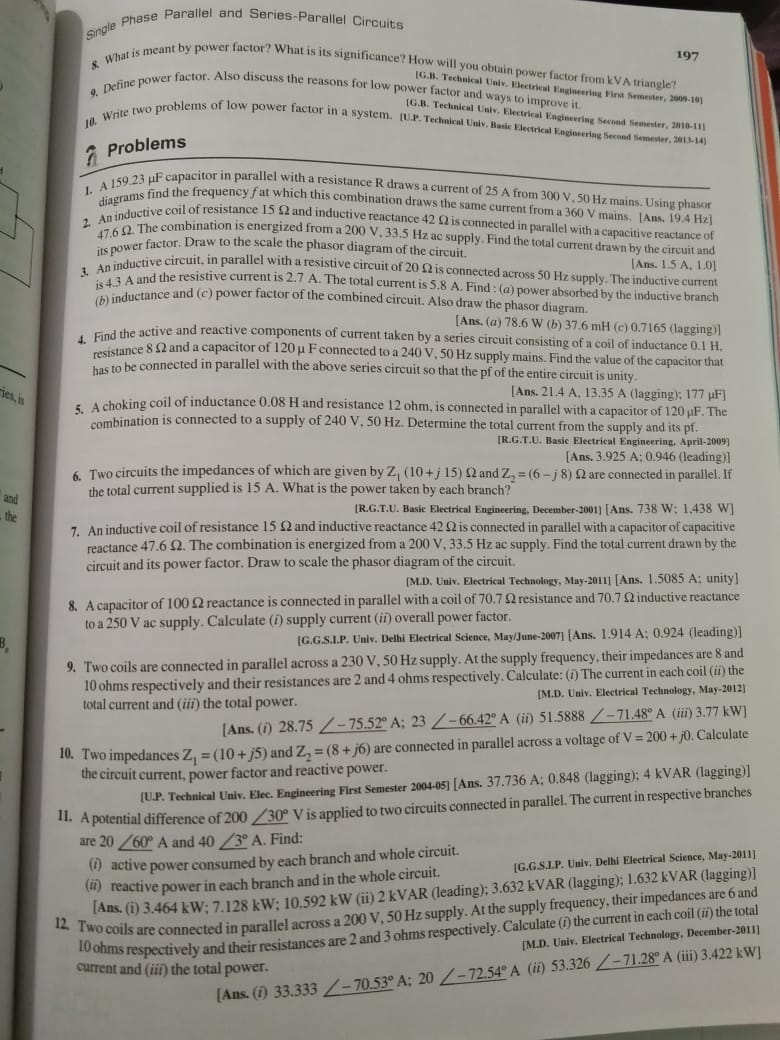 Single Phase Parallel and Series-Parallel Circuits
197
8. What is meant by power factor? What is its significance? How will you obtain power factor from kVA triangle?
[G.B. Technical Univ. Electrical Engineering First Semester, 2009-10]
9. Define power factor. Also discuss the reasons for low power factor and ways to improve it.
[G.B. Technical Univ. Electrical Engineering Second Semester, 2010-11]
10. Write two problems of low power factor in a system. [U.P. Technical Univ. Basic Electrical Engineering Second Semester, 2013-14]
? Problems
1. A 159.23 μF capacitor in parallel with a resistance R draws a current of 25 A from 300 V, 50 Hz mains. Using phasor
diagrams find the frequency f at which this combination draws the same current from a 360 V mains. [Ans. 19.4 Hz]
2. An inductive coil of resistance 15 Ω and inductive reactance 42 Ω is connected in parallel with a capacitive reactance of
47.6 Ω. The combination is energized from a 200 V, 33.5 Hz ac supply. Find the total current drawn by the circuit and
its power factor. Draw to the scale the phasor diagram of the circuit.
[Ans. 1.5 A, 1.0]
3. An inductive circuit, in parallel with a resistive circuit of 20 Ω is connected across 50 Hz supply. The inductive current
is 4.3 A and the resistive current is 2.7 A. The total current is 5.8 A. Find : (a) power absorbed by the inductive branch
(b) inductance and (c) power factor of the combined circuit. Also draw the phasor diagram.
[Ans. (a) 78.6 W (b) 37.6 mH (c) 0.7165 (lagging)]
4. Find the active and reactive components of current taken by a series circuit consisting of a coil of inductance 0.1 H,
resistance 8 Ω and a capacitor of 120 μ F connected to a 240 V, 50 Hz supply mains. Find the value of the capacitor that
has to be connected in parallel with the above series circuit so that the pf of the entire circuit is unity.
[Ans. 21.4 A, 13.35 A (lagging); 177 μF]
5. A choking coil of inductance 0.08 H and resistance 12 ohm, is connected in parallel with a capacitor of 120 μF. The
combination is connected to a supply of 240 V, 50 Hz. Determine the total current from the supply and its pf.
[R.G.T.U. Basic Electrical Engineering, April-2009]
[Ans. 3.925 A; 0.946 (leading)]
6. Two circuits the impedances of which are given by Z1 (10 + j 15) Ω and Z2 = (6 – j 8) Ω are connected in parallel. If
the total current supplied is 15 A. What is the power taken by each branch?
[R.G.T.U. Basic Electrical Engineering, December-2001] [Ans. 738 W; 1,438 W]
7. An inductive coil of resistance 15 Ω and inductive reactance 42 Ω is connected in parallel with a capacitor of capacitive
reactance 47.6 Ω. The combination is energized from a 200 V, 33.5 Hz ac supply. Find the total current drawn by the
circuit and its power factor. Draw to scale the phasor diagram of the circuit.
[M.D. Univ. Electrical Technology, May-2011] [Ans. 1.5085 A; unity]
8. A capacitor of 100 Ω reactance is connected in parallel with a coil of 70.7 Ω resistance and 70.7 Ω inductive reactance
to a 250 V ac supply. Calculate (i) supply current (ii) overall power factor.
[G.G.S.I.P. Univ. Delhi Electrical Science, May/June-2007] [Ans. 1.914 A; 0.924 (leading)]
9. Two coils are connected in parallel across a 230 V, 50 Hz supply. At the supply frequency, their impedances are 8 and
10 ohms respectively and their resistances are 2 and 4 ohms respectively. Calculate: (i) The current in each coil (ii) the
total current and (iii) the total power.
[M.D. Univ. Electrical Technology, May-2012]
[Ans. (i) 28.75 ∠–75.52º A; 23 ∠–66.42º A (ii) 51.5888 ∠–71.48º A (iii) 3.77 kW]
10. Two impedances Z1 = (10 + j5) and Z2 = (8 + j6) are connected in parallel across a voltage of V = 200 + j0. Calculate
the circuit current, power factor and reactive power.
[U.P. Technical Univ. Elec. Engineering First Semester 2004-05] [Ans. 37.736 A; 0.848 (lagging); 4 kVAR (lagging)]
11. A potential difference of 200 ∠30º V is applied to two circuits connected in parallel. The current in respective branches
are 20 ∠60º A and 40 ∠3º A. Find:
(i) active power consumed by each branch and whole circuit.
(ii) reactive power in each branch and in the whole circuit.
[G.G.S.I.P. Univ. Delhi Electrical Science, May-2011]
[Ans. (i) 3.464 kW; 7.128 kW; 10.592 kW (ii) 2 kVAR (leading); 3.632 kVAR (lagging); 1.632 kVAR (lagging)]
12. Two coils are connected in parallel across a 200 V, 50 Hz supply. At the supply frequency, their impedances are 6 and
10 ohms respectively and their resistances are 2 and 3 ohms respectively. Calculate (i) the current in each coil (ii) the total
current and (iii) the total power.
[M.D. Univ. Electrical Technology, December-2011]
[Ans. (i) 33.333 ∠–70.53º A; 20 ∠–72.54º A (ii) 53.326 ∠–71.28º A (iii) 3.422 kW]
ries, is
and
the